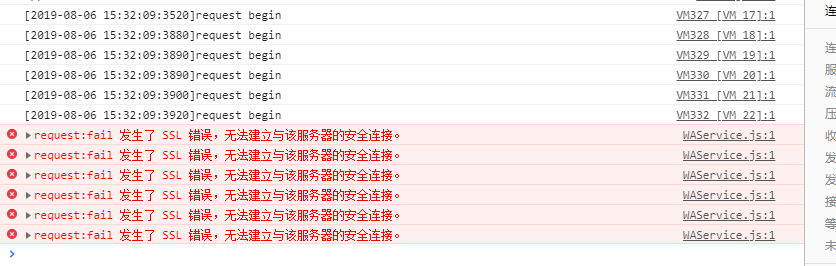 [2019-08-06 15:32:09:3520]request begin VM327 [VM 17]:1
[2019-08-06 15:32:09:3880]request begin VM328 [VM 18]:1
[2019-08-06 15:32:09:3890]request begin VM329 [VM 19]:1
[2019-08-06 15:32:09:3890]request begin VM330 [VM 20]:1
[2019-08-06 15:32:09:3900]request begin VM331 [VM 21]:1
[2019-08-06 15:32:09:3920]request begin VM332 [VM 22]:1
request:fail 发生了 SSL 错误，无法建立与该服务器的安全连接。 WAService.js:1
request:fail 发生了 SSL 错误，无法建立与该服务器的安全连接。 WAService.js:1
request:fail 发生了 SSL 错误，无法建立与该服务器的安全连接。 WAService.js:1
request:fail 发生了 SSL 错误，无法建立与该服务器的安全连接。 WAService.js:1
request:fail 发生了 SSL 错误，无法建立与该服务器的安全连接。 WAService.js:1
request:fail 发生了 SSL 错误，无法建立与该服务器的安全连接。 WAService.js:1
连
连
服
流
压
收
发
发
接
等
未